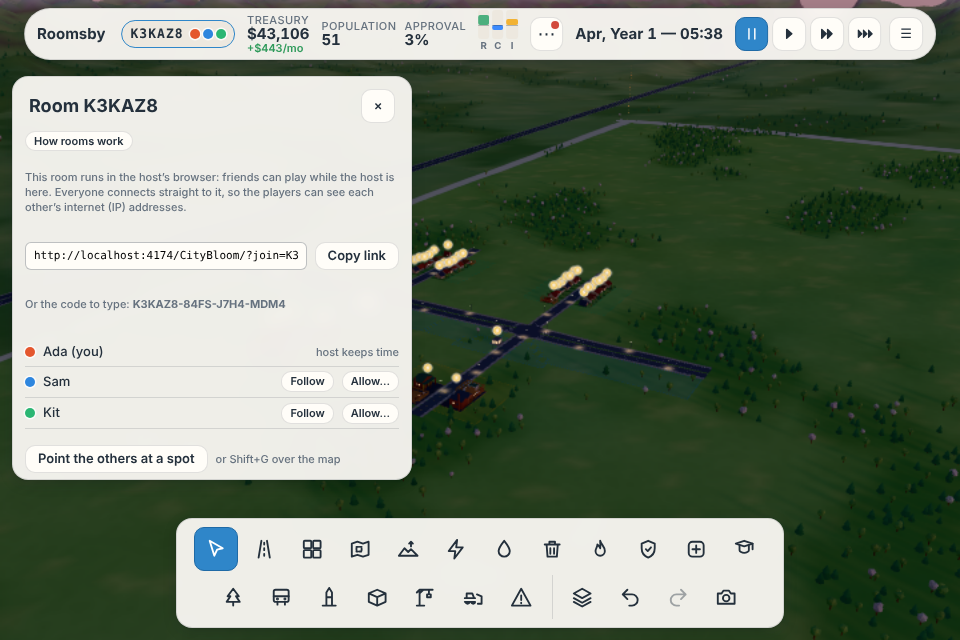 Roomsby
K3KAZ8
TREASURY
$43,106
+$443/mo
POPULATION
51
APPROVAL
3%
R C I
...
Apr, Year 1 — 05:38
Room K3KAZ8
×
How rooms work
This room runs in the host's browser: friends can play while the host is
here. Everyone connects straight to it, so the players can see each
other's internet (IP) addresses.
http://localhost:4174/CityBloom/?join=K3
Copy link
Or the code to type: K3KAZ8-84FS-J7H4-MDM4
Ada (you)
host keeps time
Sam
Follow
Allow...
Kit
Follow
Allow...
Point the others at a spot
or Shift+G over the map